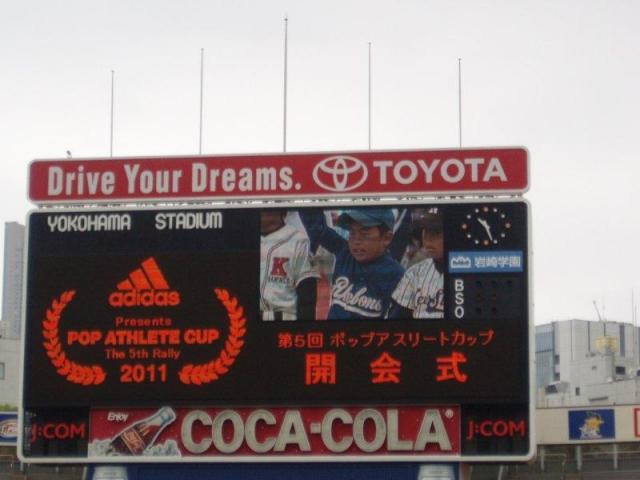 Drive Your Dreams. TOYOTA
YOKOHAMA STADIUM
岩崎学園
B
S
O
adidas
Presents
POP ATHLETE CUP
The 5th Rally
2011
K
第5回 ポップアスリートカップ
開会式
J:COM
Enjoy
COCA-COLA®
J:COM